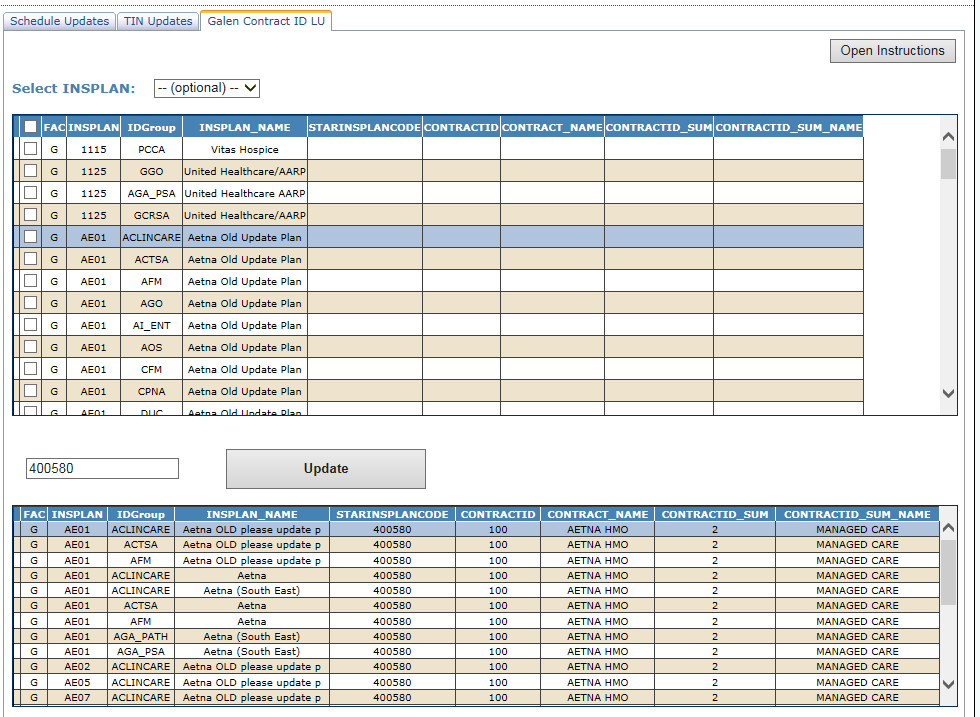 Schedule Updates TIN Updates Galen Contract ID LU
Open Instructions
Select INSPLAN: -- (optional) --
FAC INSPLAN IDGroup INSPLAN_NAME STARINSPLANCODE CONTRACTID CONTRACT_NAME CONTRACTID_SUM CONTRACTID_SUM_NAME
G 1115 PCCA Vitas Hospice
G 1125 GGO United Healthcare/AARP
G 1125 AGA_PSA United Healthcare AARP
G 1125 GCRSA United Healthcare/AARP
G AE01 ACLINCARE Aetna Old Update Plan
G AE01 ACTSA Aetna Old Update Plan
G AE01 AFM Aetna Old Update Plan
G AE01 AGO Aetna Old Update Plan
G AE01 AI_ENT Aetna Old Update Plan
G AE01 AOS Aetna Old Update Plan
G AE01 CFM Aetna Old Update Plan
G AE01 CPNA Aetna Old Update Plan
G AE01 DUC Aetna Old Update Plan
400580 Update
FAC INSPLAN IDGroup INSPLAN_NAME STARINSPLANCODE CONTRACTID CONTRACT_NAME CONTRACTID_SUM CONTRACTID_SUM_NAME
G AE01 ACLINCARE Aetna OLD please update p 400580 100 AETNA HMO 2 MANAGED CARE
G AE01 ACTSA Aetna OLD please update p 400580 100 AETNA HMO 2 MANAGED CARE
G AE01 AFM Aetna OLD please update p 400580 100 AETNA HMO 2 MANAGED CARE
G AE01 ACLINCARE Aetna 400580 100 AETNA HMO 2 MANAGED CARE
G AE01 ACLINCARE Aetna (South East) 400580 100 AETNA HMO 2 MANAGED CARE
G AE01 ACTSA Aetna 400580 100 AETNA HMO 2 MANAGED CARE
G AE01 AFM Aetna 400580 100 AETNA HMO 2 MANAGED CARE
G AE01 AGA_PATH Aetna (South East) 400580 100 AETNA HMO 2 MANAGED CARE
G AE01 AGA_PSA Aetna (South East) 400580 100 AETNA HMO 2 MANAGED CARE
G AE02 ACLINCARE Aetna OLD please update p 400580 100 AETNA HMO 2 MANAGED CARE
G AE05 ACLINCARE Aetna OLD please update p 400580 100 AETNA HMO 2 MANAGED CARE
G AE07 ACLINCARE Aetna OLD please update p 400580 100 AETNA HMO 2 MANAGED CARE